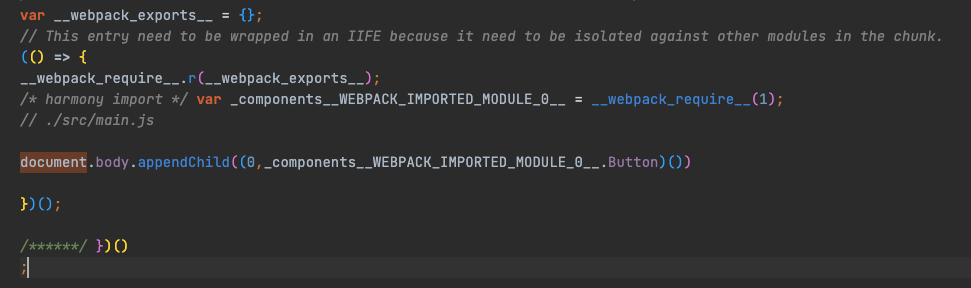 var __webpack_exports__ = {};
// This entry need to be wrapped in an IIFE because it need to be isolated against other modules in the chunk.
(() => {
__webpack_require__.r(__webpack_exports__);
/* harmony import */ var _components__WEBPACK_IMPORTED_MODULE_0__ = __webpack_require__(1);
// ./src/main.js
document.body.appendChild((0,_components__WEBPACK_IMPORTED_MODULE_0__.Button)())
})();
/******/ })()
;